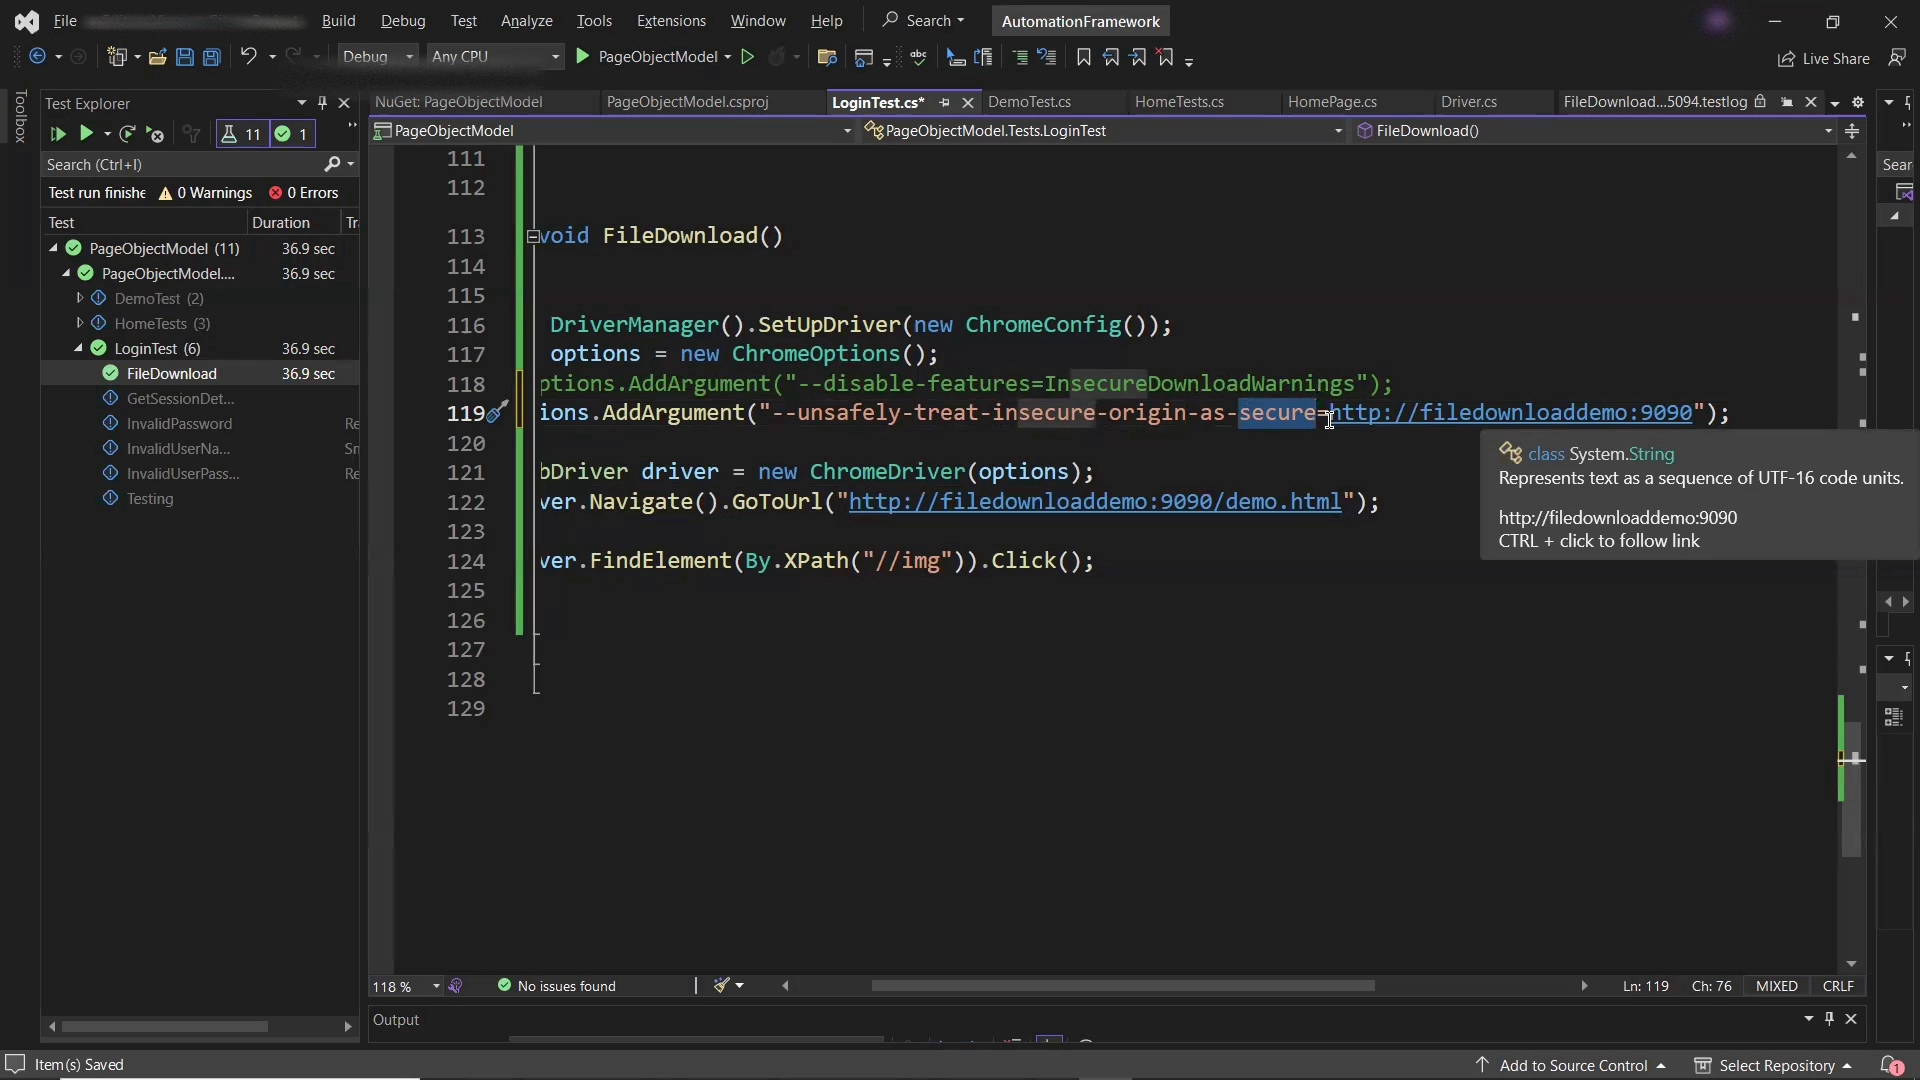 File Build Debug Test Analyze Tools Extensions Window Help Search AutomationFramework
Debug Any CPU PageObjectModel Live Share
Toolbox
Test Explorer
NuGet: PageObjectModel PageObjectModel.csproj LoginTest.cs* DemoTest.cs HomeTests.cs HomePage.cs Driver.cs FileDownload...5094.testlog
11 1
PageObjectModel PageObjectModel.Tests.LoginTest FileDownload()
Search (Ctrl+I)
Sear
Test run finishe 0 Warnings 0 Errors
Test Duration Tr
PageObjectModel (11) 36.9 sec
PageObjectModel.... 36.9 sec
DemoTest (2)
HomeTests (3)
LoginTest (6) 36.9 sec
FileDownload 36.9 sec
GetSessionDet...
InvalidPassword Re
InvalidUserNa... Sn
InvalidUserPass... Re
Testing
111
112
113 void FileDownload()
114
115
116 DriverManager().SetUpDriver(new ChromeConfig());
117 options = new ChromeOptions();
118 ptions.AddArgument("--disable-features=InsecureDownloadWarnings");
119 ions.AddArgument("--unsafely-treat-insecure-origin-as-secure=http://filedownloaddemo:9090");
120
121 bDriver driver = new ChromeDriver(options);
122 ver.Navigate().GoToUrl("http://filedownloaddemo:9090/demo.html");
123
124 ver.FindElement(By.XPath("//img")).Click();
125
126
127
128
129
class System.String
Represents text as a sequence of UTF-16 code units.
http://filedownloaddemo:9090
CTRL + click to follow link
118 % No issues found Ln: 119 Ch: 76 MIXED CRLF
Output
Item(s) Saved Add to Source Control Select Repository 1